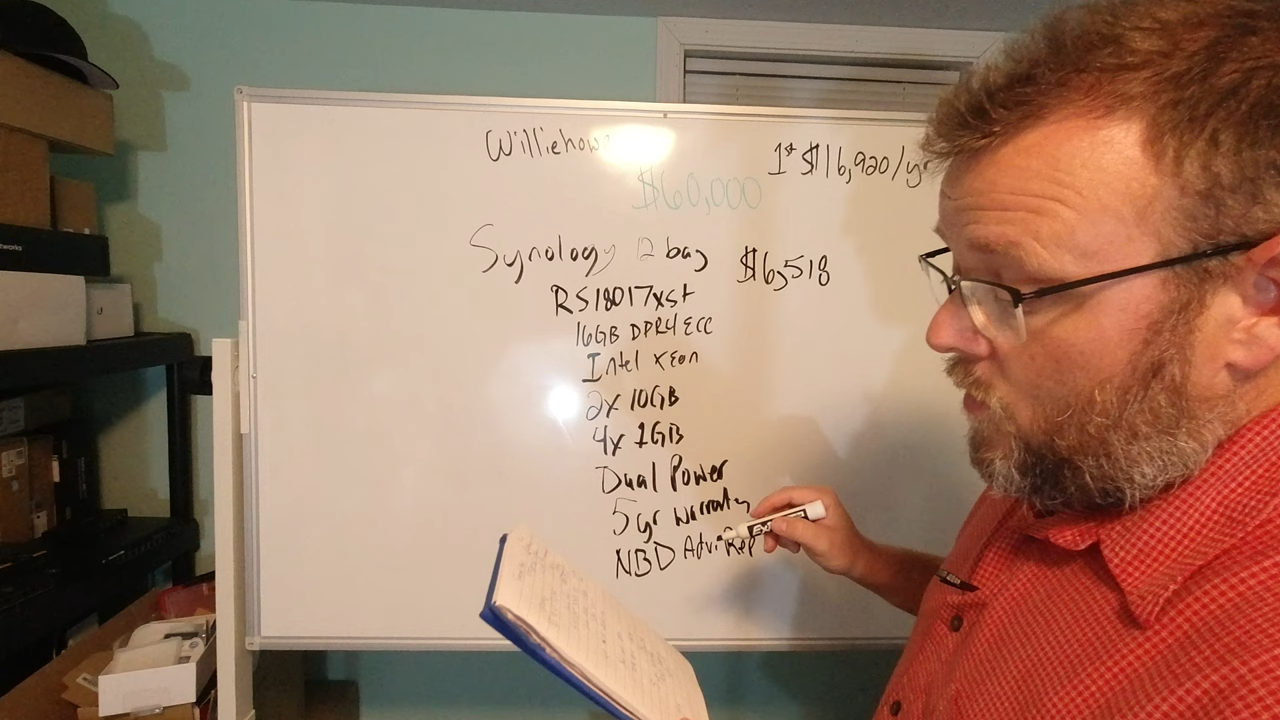 Williehow
1st $16,920/yr
$60,000
Synology 12 bay
$6,518
RS18017xs+
16GB DDR4 ECC
Intel Xeon
2x 10GB
4x 1GB
Dual Power
5yr Warranty
NBD Adv. Rep